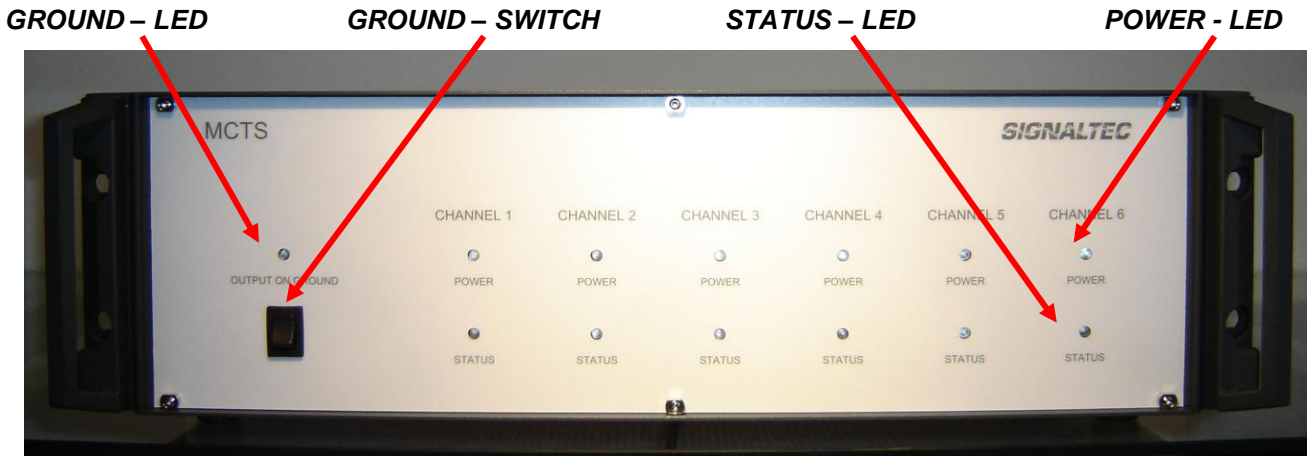 GROUND – LED GROUND – SWITCH STATUS – LED POWER - LED
MCTS SIGNALTEC
CHANNEL 1 CHANNEL 2 CHANNEL 3 CHANNEL 4 CHANNEL 5 CHANNEL 6
OUTPUT ON GROUND POWER POWER POWER POWER POWER POWER
STATUS STATUS STATUS STATUS STATUS STATUS